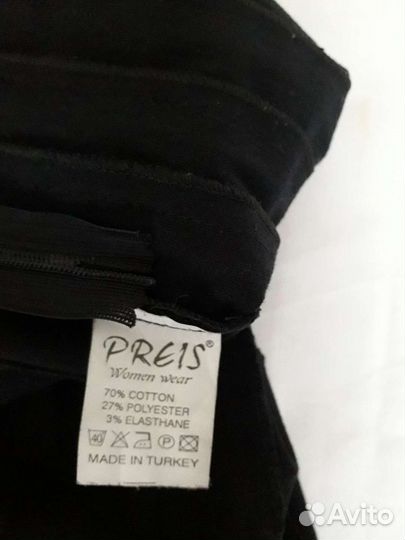 PREIS®
Women wear
70% COTTON
27% POLYESTER
3% ELASTHANE
40 P
MADE IN TURKEY
Avito